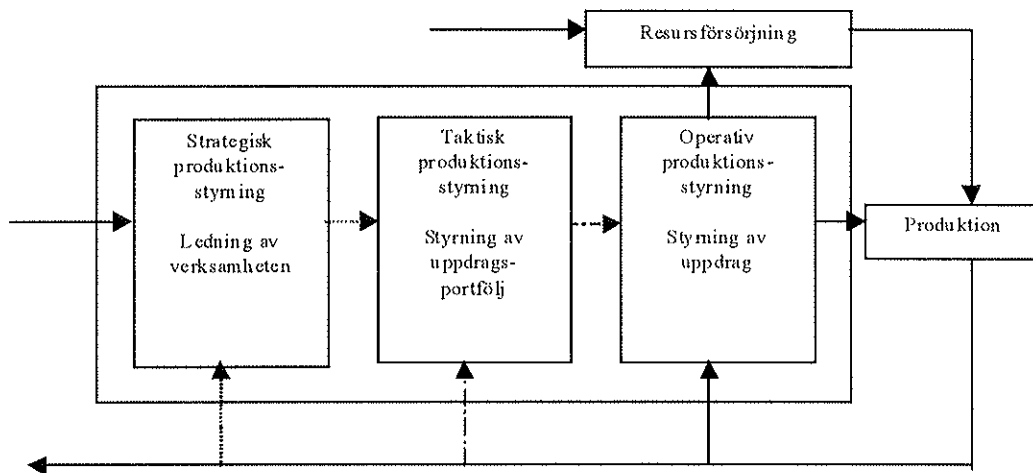 Resursförsörjning
Strategisk
produktions-
styrning
Ledning av
verksamheten
Taktisk
produktions-
styrning
Styrning av
uppdrags-
portfölj
Operativ
produktions-
styrning
Styrning av
uppdrag
Produktion